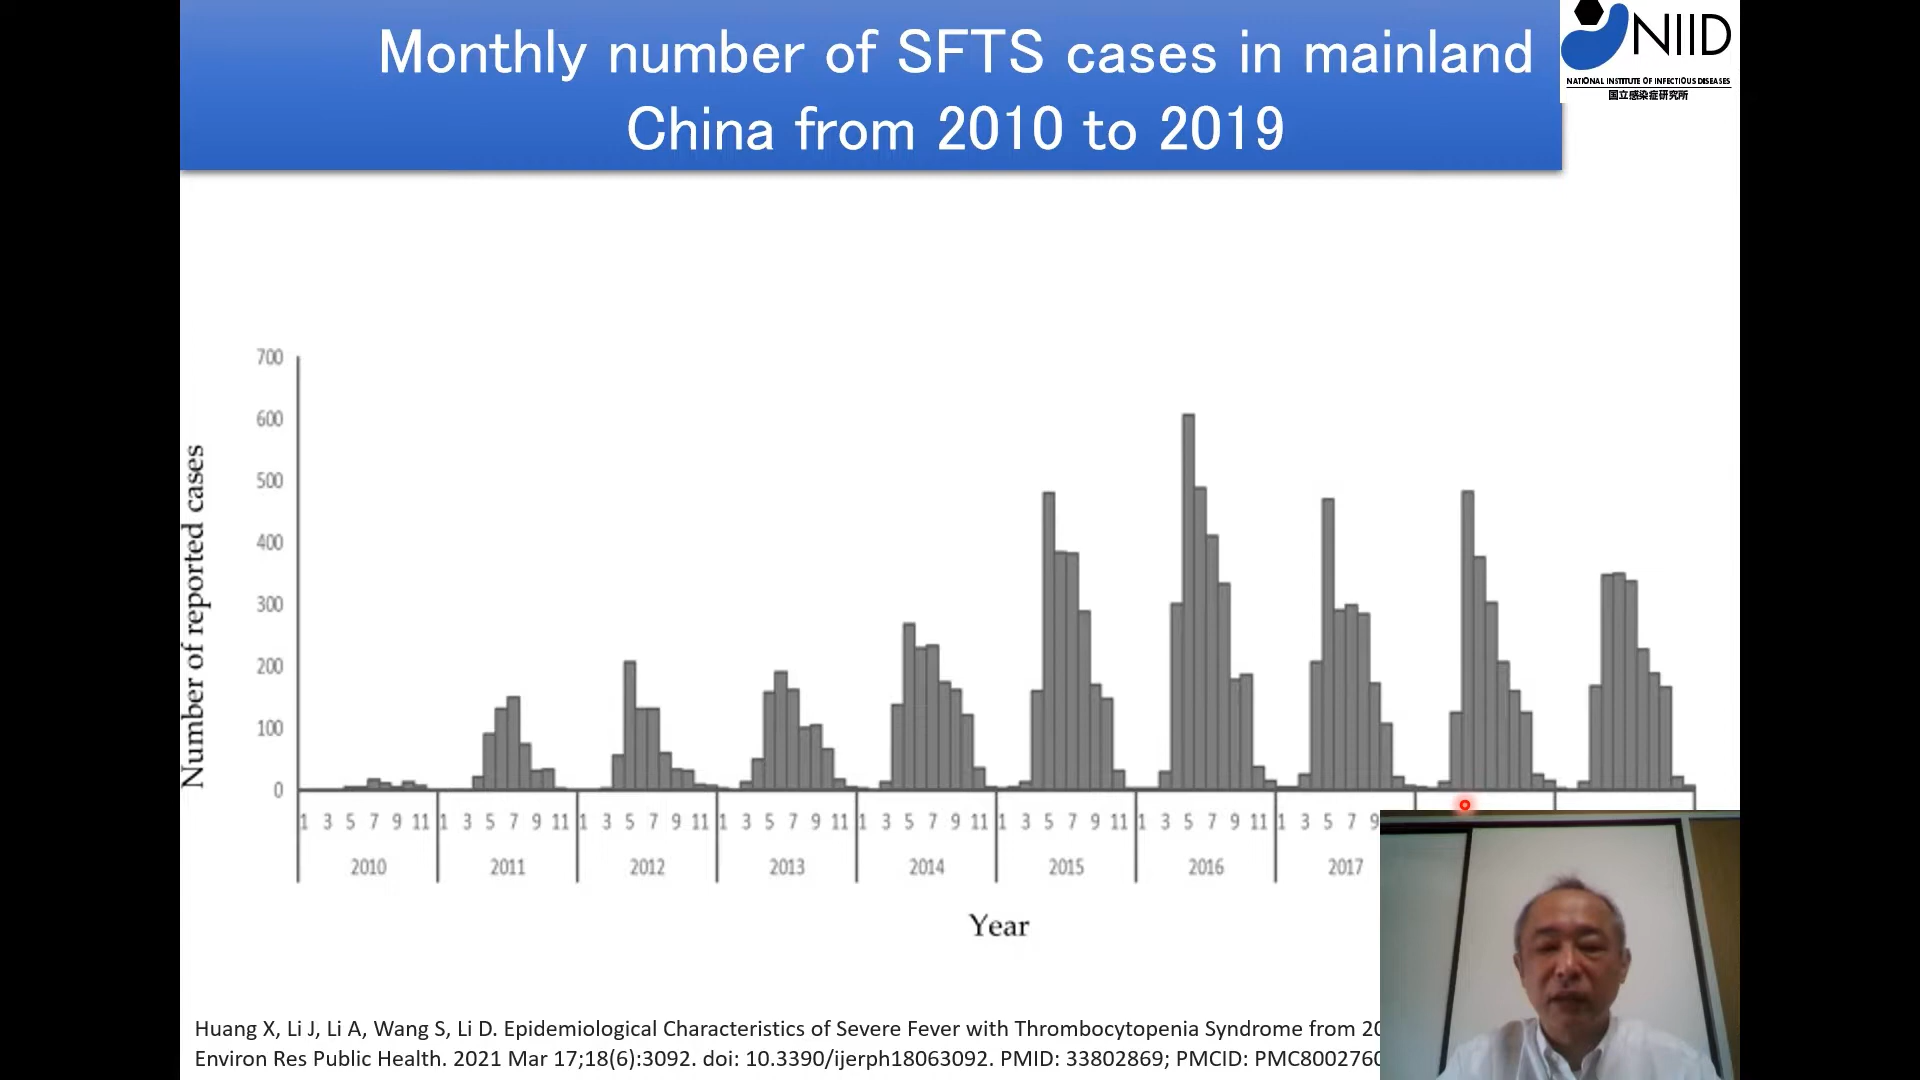 Monthly number of SFTS cases in mainland
China from 2010 to 2019
NIID
NATIONAL INSTITUTE OF INFECTIOUS DISEASES
国立感染症研究所
Number of reported cases
700
600
500
400
300
200
100
0
1 3 5 7 9 11 1 3 5 7 9 11 1 3 5 7 9 11 1 3 5 7 9 11 1 3 5 7 9 11 1 3 5 7 9 11 1 3 5 7 9 11 1 3 5 7 9
2010 2011 2012 2013 2014 2015 2016 2017
Year
Huang X, Li J, Li A, Wang S, Li D. Epidemiological Characteristics of Severe Fever with Thrombocytopenia Syndrome from 20
Environ Res Public Health. 2021 Mar 17;18(6):3092. doi: 10.3390/ijerph18063092. PMID: 33802869; PMCID: PMC8002760